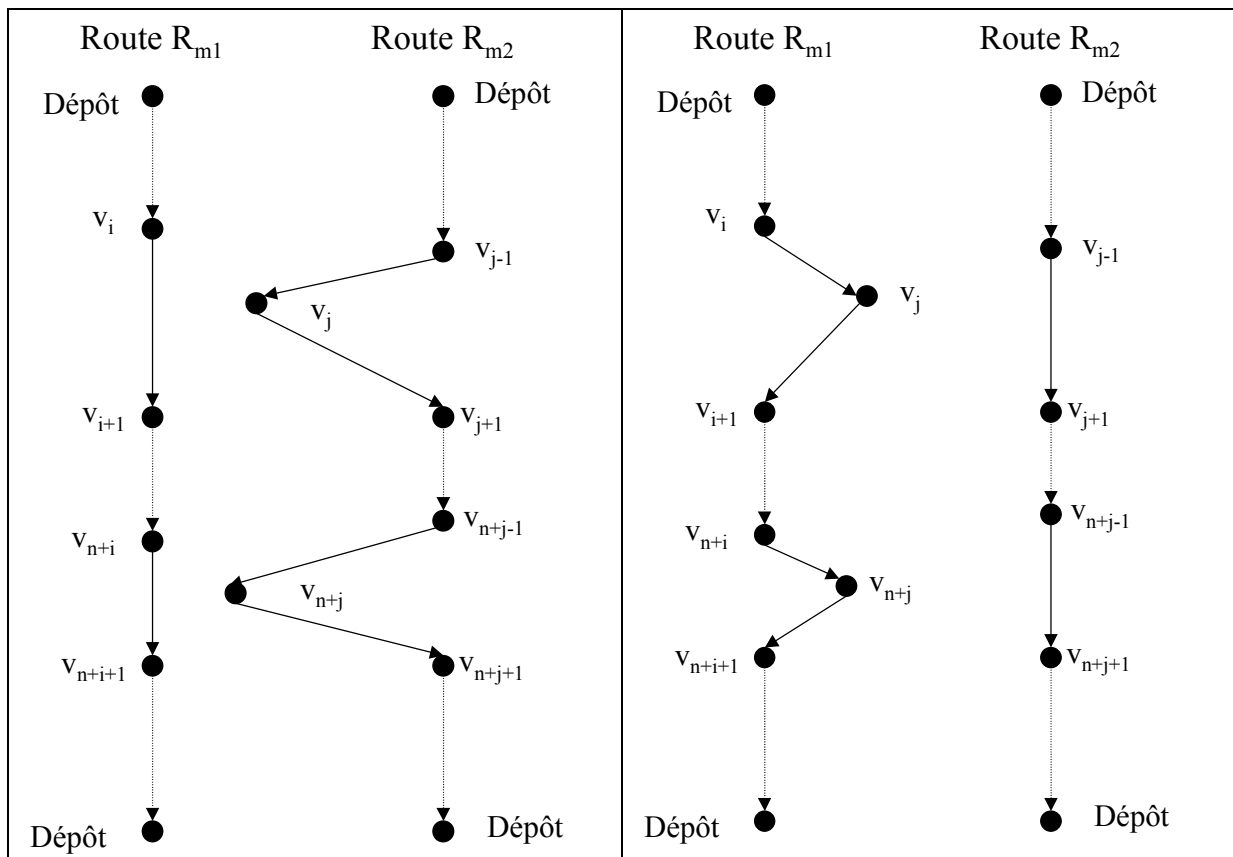 Route R_m1
Route R_m2
Dépôt
Dépôt
v_i
v_j-1
v_j
v_i+1
v_j+1
v_n+i
v_n+j-1
v_n+j
v_n+i+1
v_n+j+1
Dépôt
Dépôt
Route R_m1
Route R_m2
Dépôt
Dépôt
v_i
v_j-1
v_j
v_i+1
v_j+1
v_n+i
v_n+j-1
v_n+j
v_n+i+1
v_n+j+1
Dépôt
Dépôt